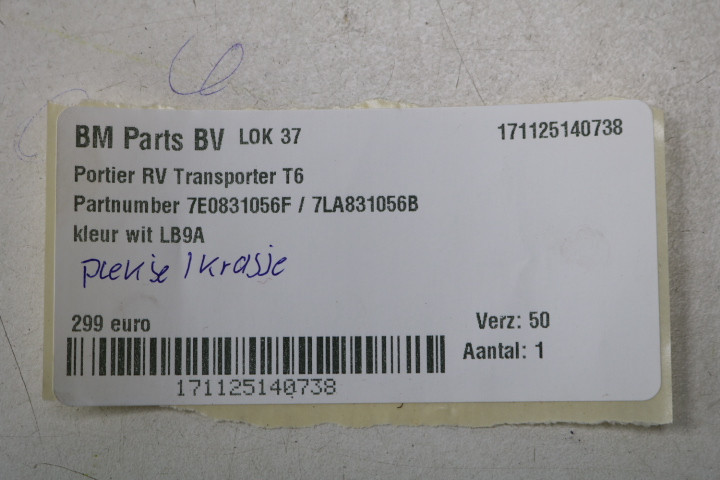 6
BM Parts BV LOK 37 171125140738
Portier RV Transporter T6
Partnumber 7E0831056F / 7LA831056B
kleur wit LB9A
plekje / krasje
299 euro Verz: 50
Aantal: 1
171125140738